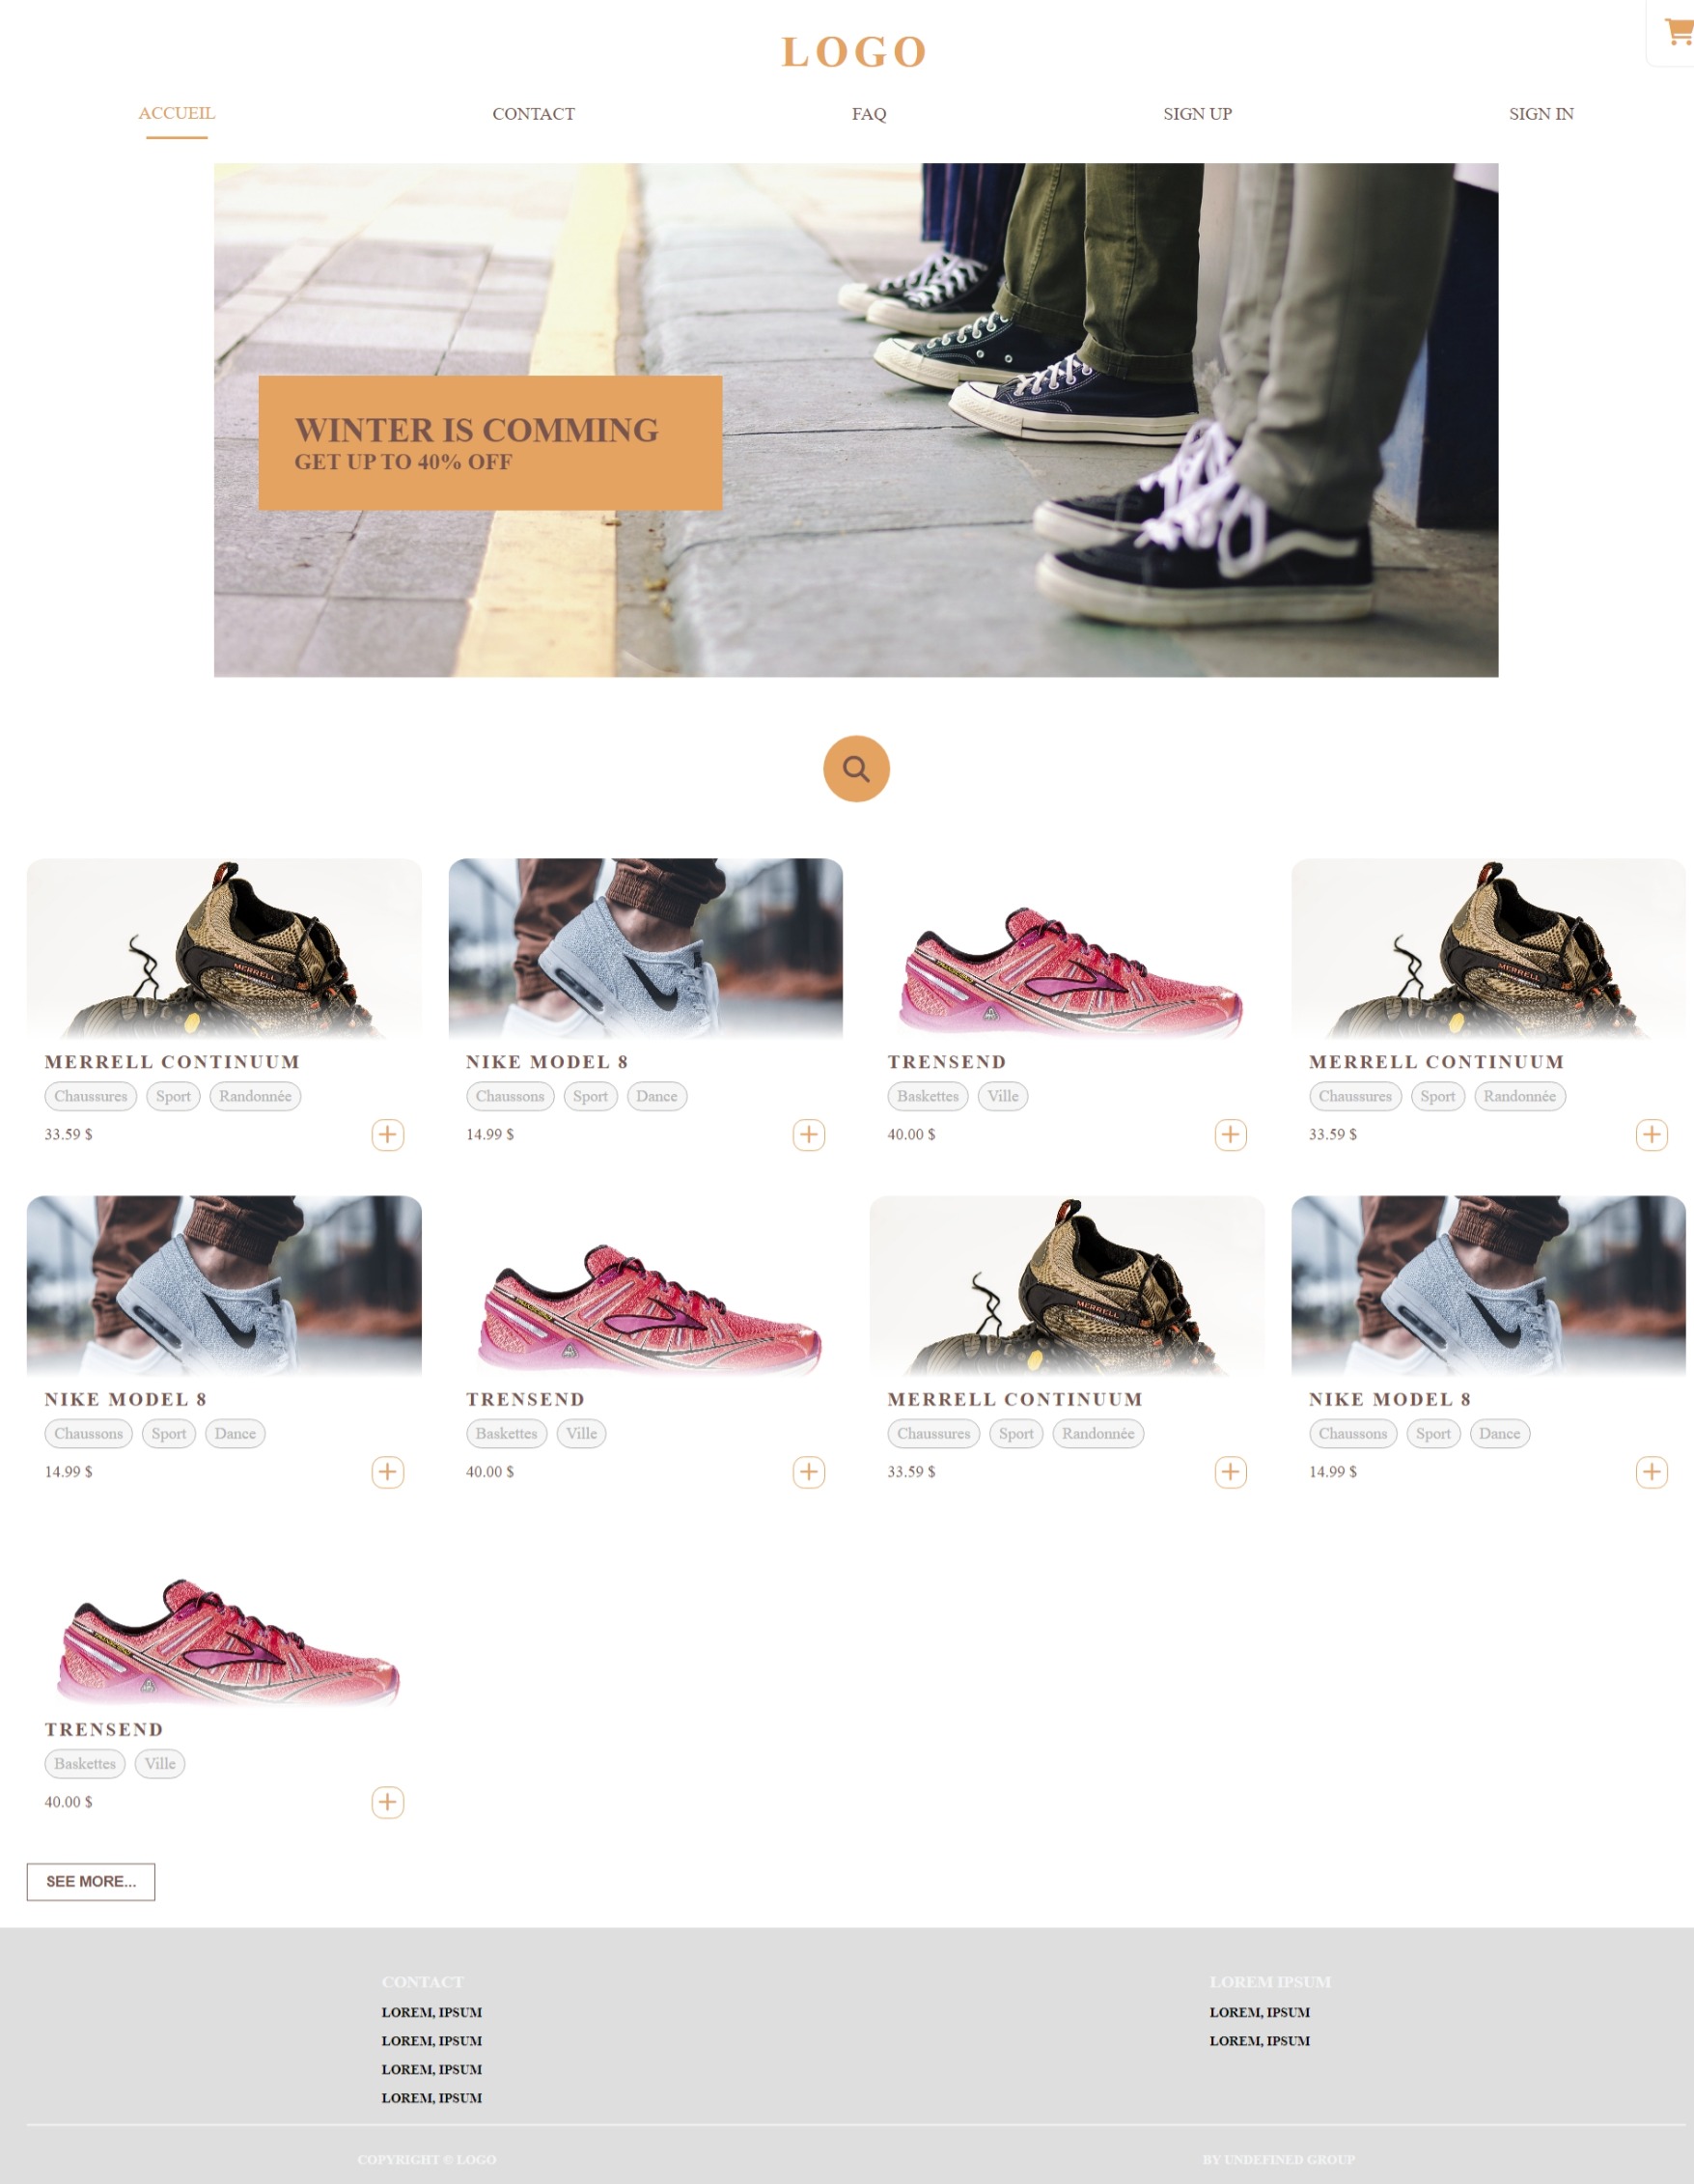 LOGO
ACCUEIL CONTACT FAQ SIGN UP SIGN IN
WINTER IS COMMING
GET UP TO 40% OFF
MERRELL
MERRELL
MERRELL CONTINUUM
Chaussures Sport Randonnée
33.59 $
NIKE MODEL 8
Chaussons Sport Dance
14.99 $
TRENSEND
Baskettes Ville
40.00 $
MERRELL CONTINUUM
Chaussures Sport Randonnée
33.59 $
MERRELL
NIKE MODEL 8
Chaussons Sport Dance
14.99 $
TRENSEND
Baskettes Ville
40.00 $
MERRELL CONTINUUM
Chaussures Sport Randonnée
33.59 $
NIKE MODEL 8
Chaussons Sport Dance
14.99 $
TRENSEND
Baskettes Ville
40.00 $
SEE MORE...
CONTACT
LOREM, IPSUM
LOREM, IPSUM
LOREM, IPSUM
LOREM, IPSUM
LOREM IPSUM
LOREM, IPSUM
LOREM, IPSUM
COPYRIGHT © LOGO
BY UNDEFINED GROUP